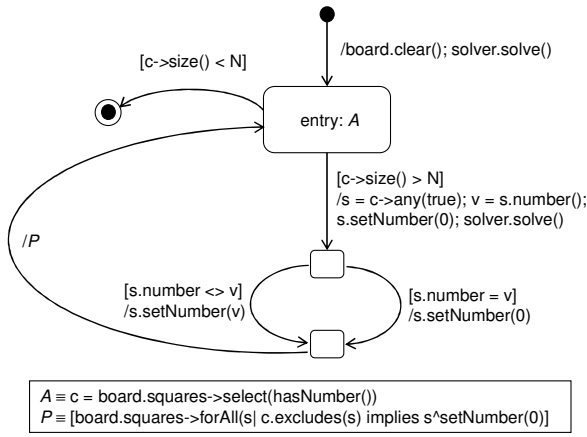 /board.clear(); solver.solve()
[c->size() < N]
entry: A
[c->size() > N]
/s = c->any(true); v = s.number();
s.setNumber(0); solver.solve()
/P
[s.number <> v]
/s.setNumber(v)
[s.number = v]
/s.setNumber(0)
A ≡ c = board.squares->select(hasNumber())
P ≡ [board.squares->forAll(s| c.excludes(s) implies s^setNumber(0)]